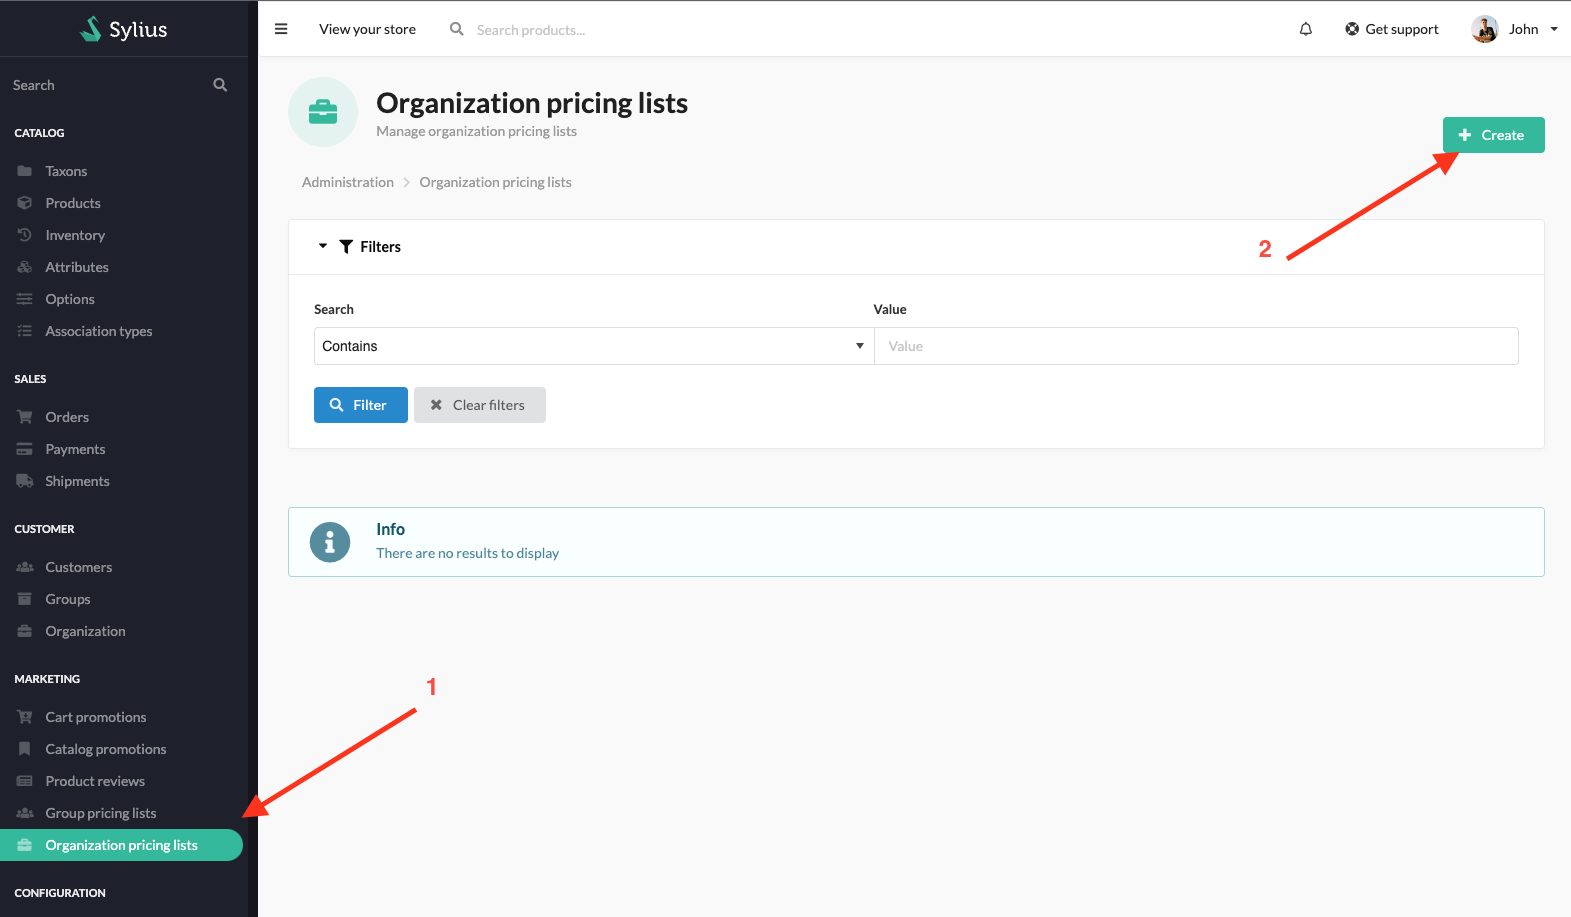 Sylius
Search
CATALOG
Taxons
Products
Inventory
Attributes
Options
Association types
SALES
Orders
Payments
Shipments
CUSTOMER
Customers
Groups
Organization
MARKETING
Cart promotions
Catalog promotions
Product reviews
Group pricing lists
Organization pricing lists
CONFIGURATION
View your store
Search products...
Get support
John
Organization pricing lists
Manage organization pricing lists
Create
Administration
Organization pricing lists
2
Filters
Search
Value
Contains
Value
Filter
Clear filters
Info
There are no results to display
1